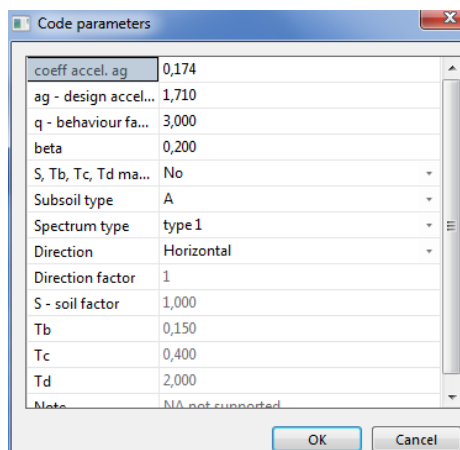 Code parameters
coeff accel. ag 0,174
ag - design accel... 1,710
q - behaviour fa... 3,000
beta 0,200
S, Tb, Tc, Td ma... No
Subsoil type A
Spectrum type type 1
Direction Horizontal
Direction factor 1
S - soil factor 1,000
Tb 0,150
Tc 0,400
Td 2,000
Note NA not supported
OK Cancel